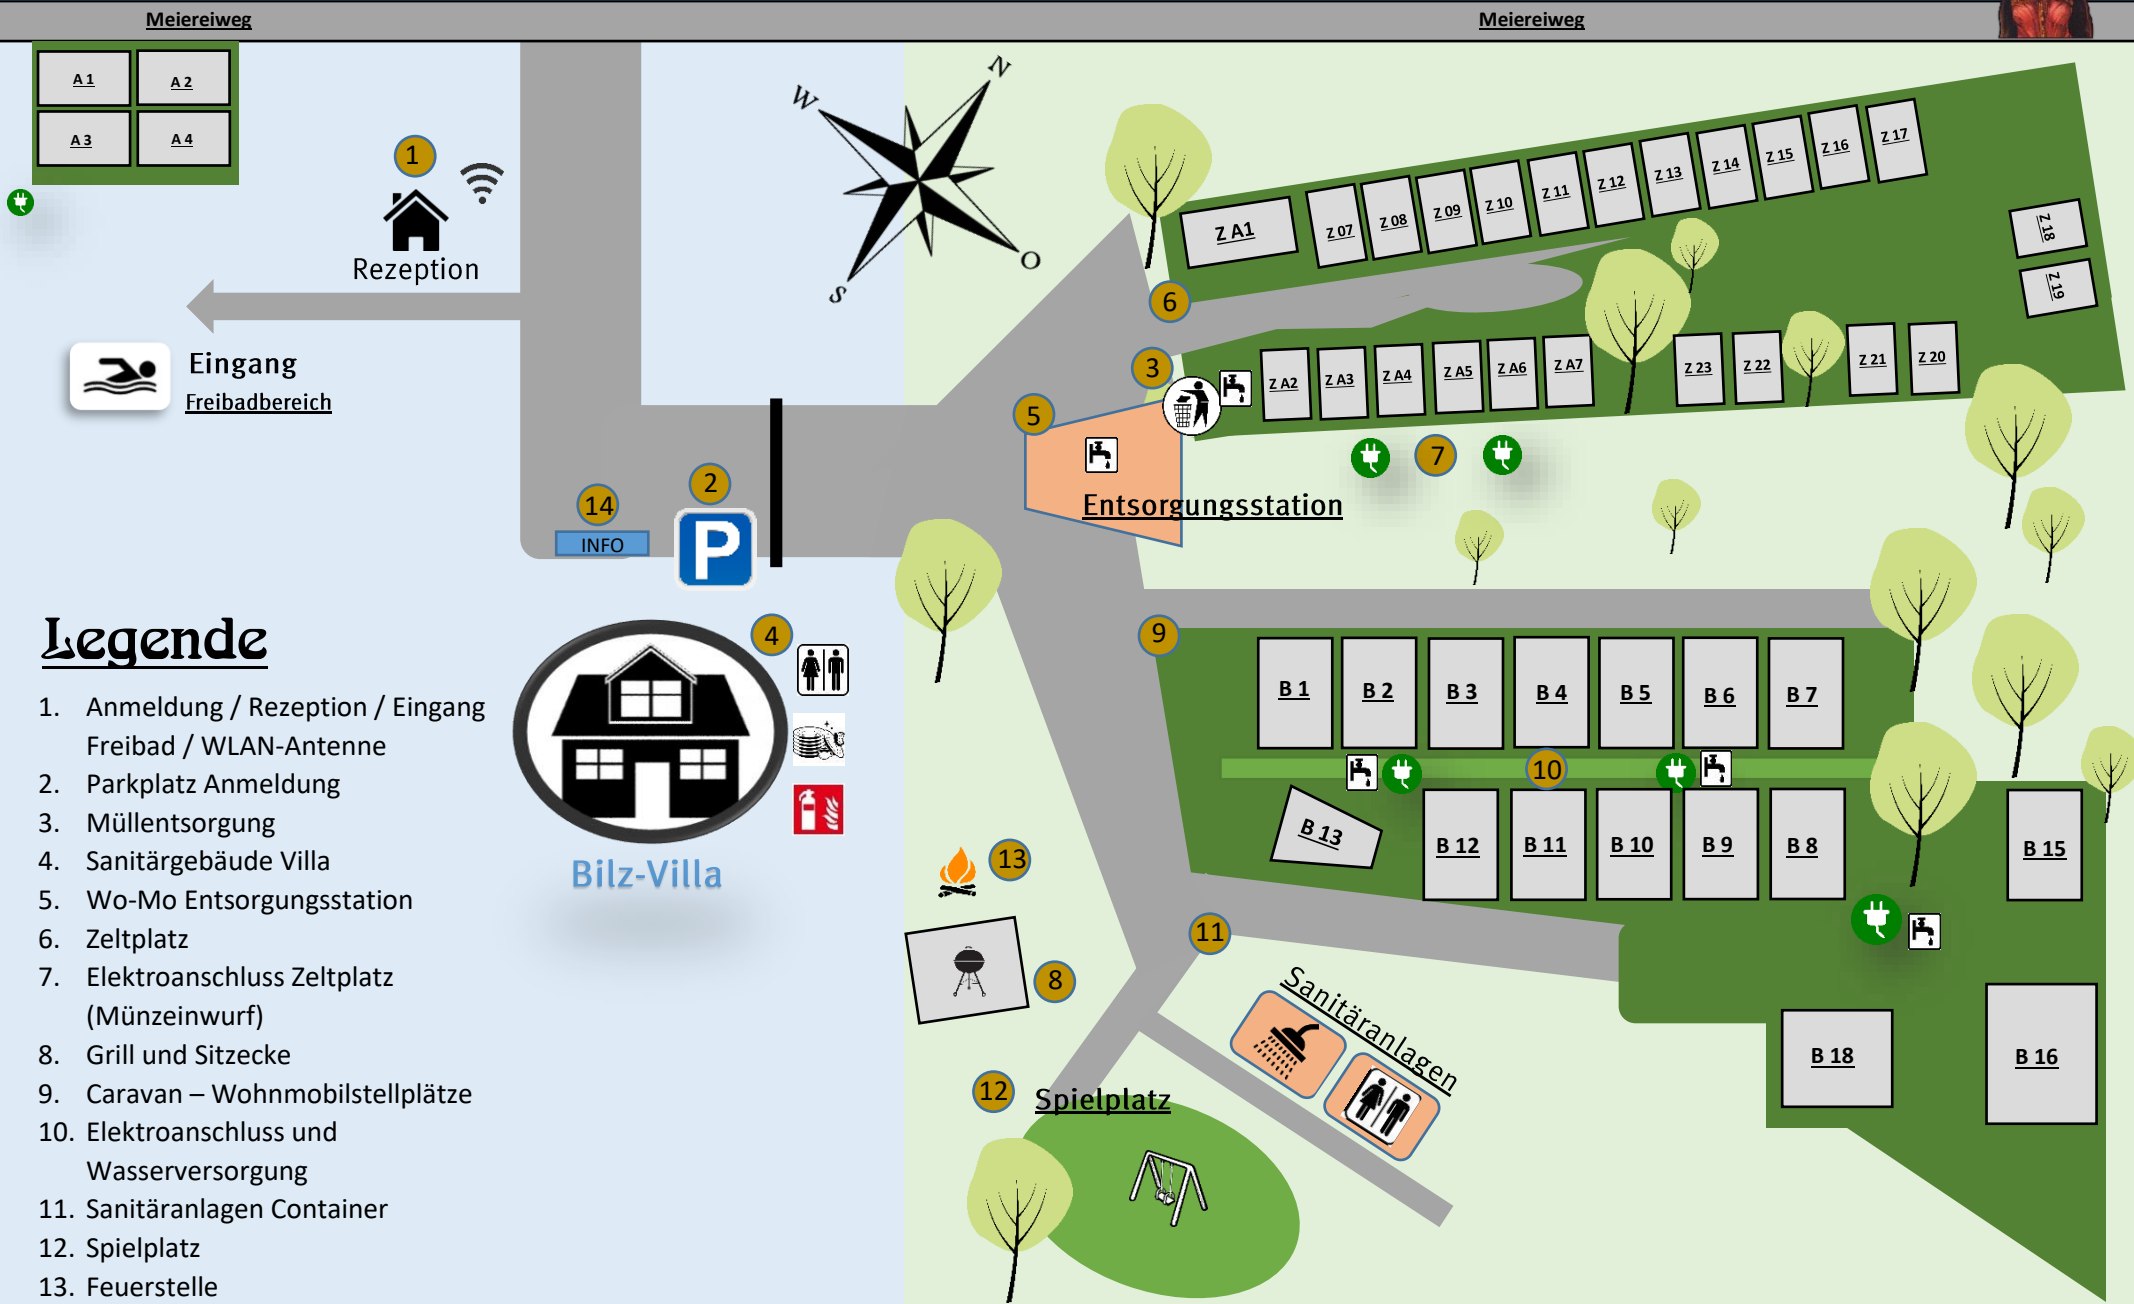 Meiereiweg
Meiereiweg
A 1
A 2
A 3
A 4
1
Rezeption
Eingang
Freibadbereich
N
W
O
S
Z A1
Z 07
Z 08
Z 09
Z 10
Z 11
Z 12
Z 13
Z 14
Z 15
Z 16
Z 17
Z 18
Z 19
6
3
Z A2
Z A3
Z A4
Z A5
Z A6
Z A7
Z 23
Z 22
Z 21
Z 20
5
7
Entsorgungsstation
2
P
14
INFO
4
Bilz-Villa
9
B 1
B 2
B 3
B 4
B 5
B 6
B 7
10
B 13
B 12
B 11
B 10
B 9
B 8
B 15
13
11
8
Sanitäranlagen
B 18
B 16
12
Spielplatz
Legende
1. Anmeldung / Rezeption / Eingang
Freibad / WLAN-Antenne
2. Parkplatz Anmeldung
3. Müllentsorgung
4. Sanitärgebäude Villa
5. Wo-Mo Entsorgungsstation
6. Zeltplatz
7. Elektroanschluss Zeltplatz
(Münzeinwurf)
8. Grill und Sitzecke
9. Caravan – Wohnmobilstellplätze
10. Elektroanschluss und
Wasserversorgung
11. Sanitäranlagen Container
12. Spielplatz
13. Feuerstelle